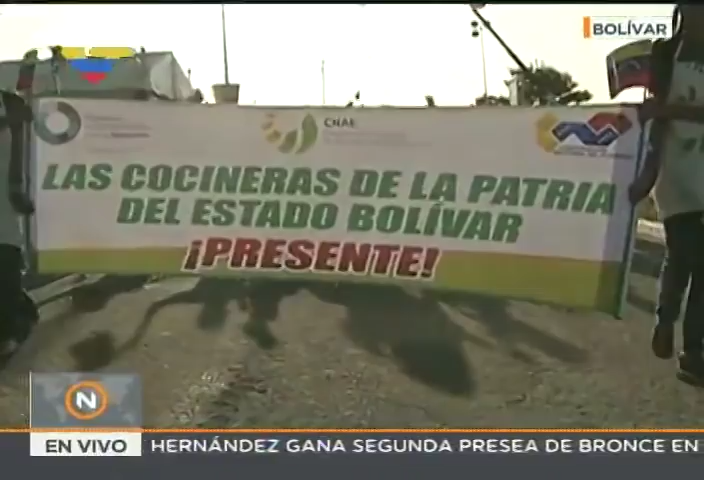 BOLÍVAR
CNAE
LAS COCINERAS DE LA PATRIA
DEL ESTADO BOLÍVAR
¡PRESENTE!
N
EN VIVO
HERNÁNDEZ GANA SEGUNDA PRESEA DE BRONCE EN